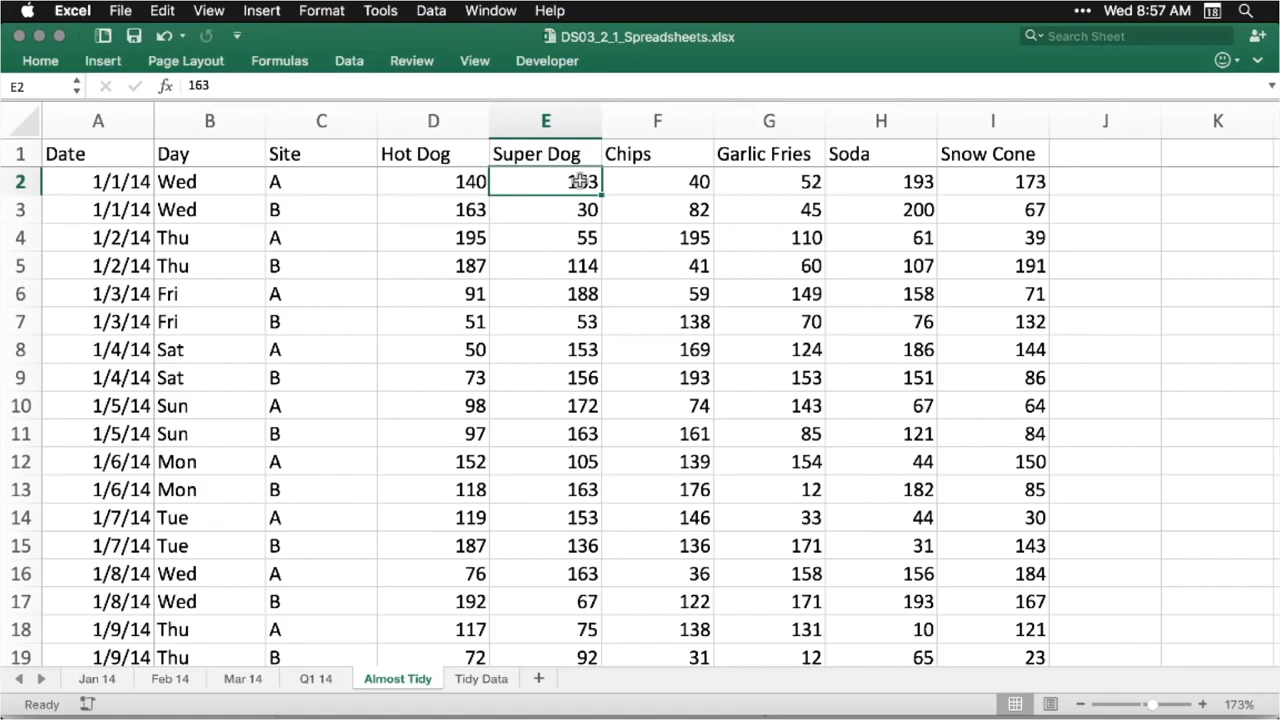 Excel File Edit View Insert Format Tools Data Window Help ••• Wed 8:57 AM 18
DS03_2_1_Spreadsheets.xlsx Search Sheet
Home Insert Page Layout Formulas Data Review View Developer
E2 fx 163
A B C D E F G H I J K
1 Date Day Site Hot Dog Super Dog Chips Garlic Fries Soda Snow Cone
2 1/1/14 Wed A 140 163 40 52 193 173
3 1/1/14 Wed B 163 30 82 45 200 67
4 1/2/14 Thu A 195 55 195 110 61 39
5 1/2/14 Thu B 187 114 41 60 107 191
6 1/3/14 Fri A 91 188 59 149 158 71
7 1/3/14 Fri B 51 53 138 70 76 132
8 1/4/14 Sat A 50 153 169 124 186 144
9 1/4/14 Sat B 73 156 193 153 151 86
10 1/5/14 Sun A 98 172 74 143 67 64
11 1/5/14 Sun B 97 163 161 85 121 84
12 1/6/14 Mon A 152 105 139 154 44 150
13 1/6/14 Mon B 118 163 176 12 182 85
14 1/7/14 Tue A 119 153 146 33 44 30
15 1/7/14 Tue B 187 136 136 171 31 143
16 1/8/14 Wed A 76 163 36 158 156 184
17 1/8/14 Wed B 192 67 122 171 193 167
18 1/9/14 Thu A 117 75 138 131 10 121
19 1/9/14 Thu B 72 92 31 12 65 23
Jan 14 Feb 14 Mar 14 Q1 14 Almost Tidy Tidy Data +
Ready − + 173%